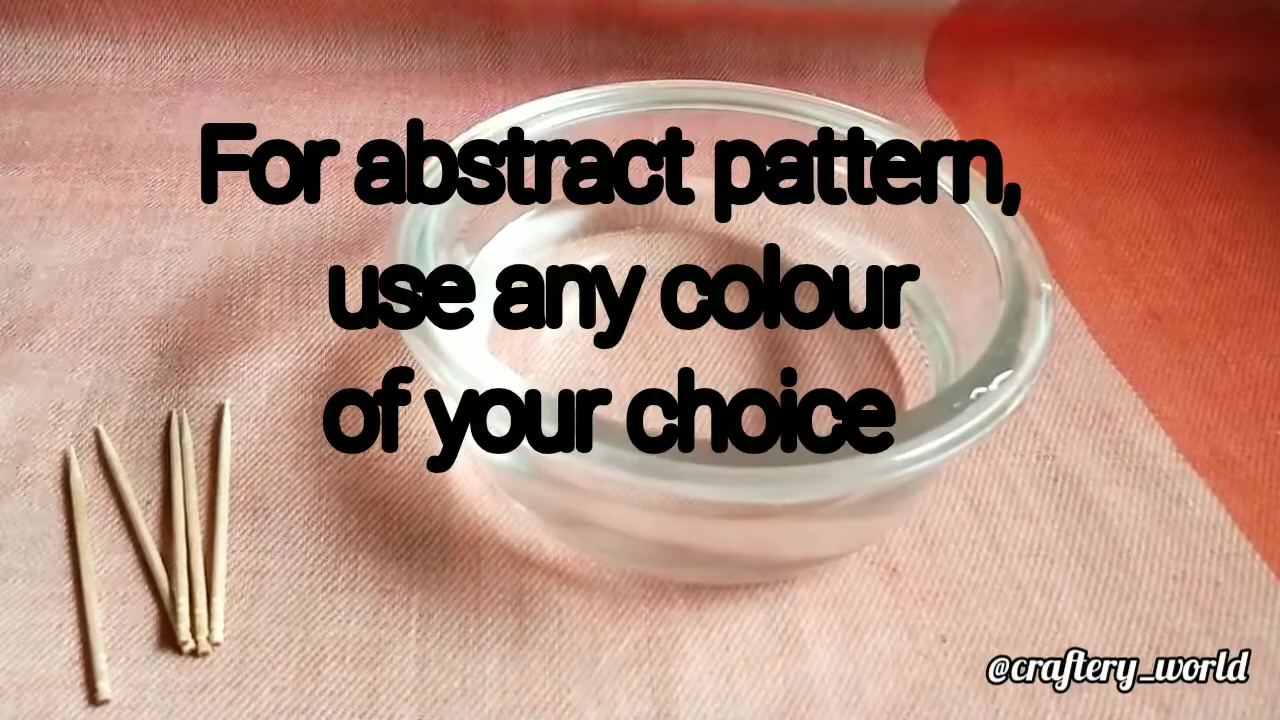 For abstract pattern,
use any colour
of your choice
@craftery_world